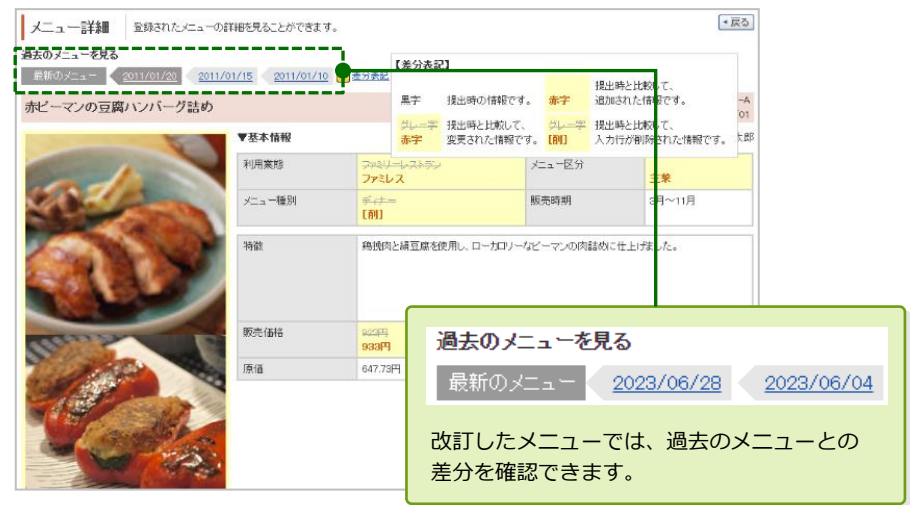 メニュー詳細 登録されたメニューの詳細を見ることができます。 戻る
過去のメニューを見る
最新のメニュー 2011/01/20 2011/01/15 2011/01/10 差分表記
【差分表記】
黒字 提出時の情報です。 赤字 提出時と比較して、
追加された情報です。
グレー字 提出時と比較して、 グレー字 提出時と比較して、
赤字 変更された情報です。 【削】 入力行が削除された情報です。
赤ピーマンの豆腐ハンバーグ詰め
-A
01
太郎
▼基本情報
利用業態 ファミリーレストラン メニュー区分
ファミレス 主菜
メニュー種別 ディナー 販売時期 3月～11月
【削】
特徴 鶏挽肉と絹豆腐を使用し、ローカロリーなピーマンの肉詰めに仕上げました。
販売価格 923円
933円
原価 647.73円
過去のメニューを見る
最新のメニュー 2023/06/28 2023/06/04
改訂したメニューでは、過去のメニューとの
差分を確認できます。